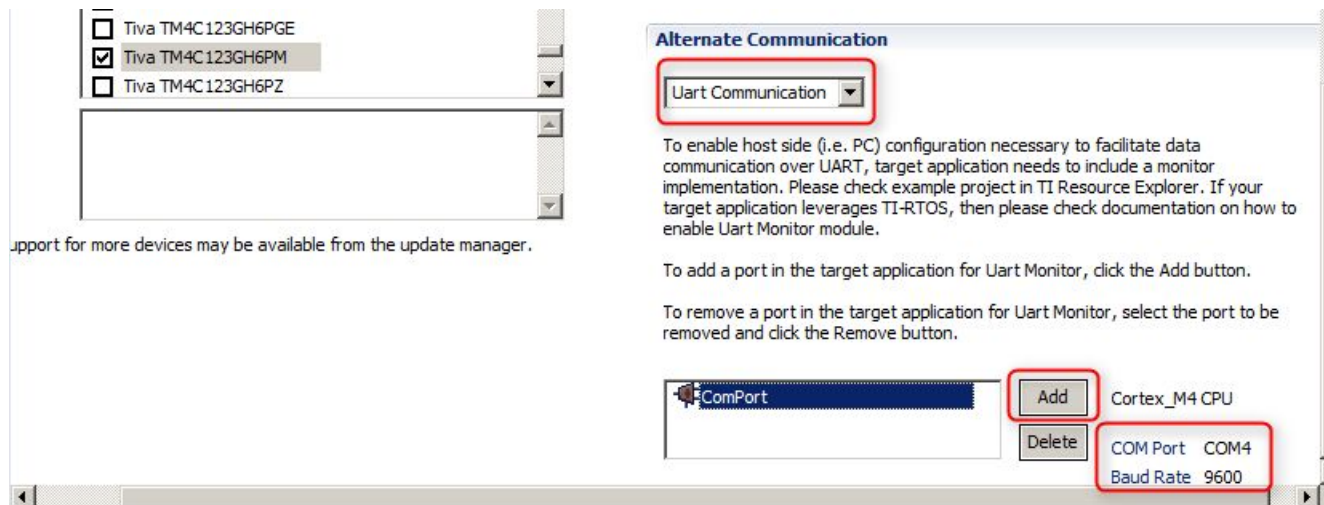 Tiva TM4C123GH6PGE
Tiva TM4C123GH6PM
Tiva TM4C123GH6PZ
upport for more devices may be available from the update manager.
Alternate Communication
Uart Communication
To enable host side (i.e. PC) configuration necessary to facilitate data
communication over UART, target application needs to include a monitor
implementation. Please check example project in TI Resource Explorer. If your
target application leverages TI-RTOS, then please check documentation on how to
enable Uart Monitor module.
To add a port in the target application for Uart Monitor, click the Add button.
To remove a port in the target application for Uart Monitor, select the port to be
removed and click the Remove button.
ComPort
Add
Cortex_M4 CPU
Delete
COM Port COM4
Baud Rate 9600